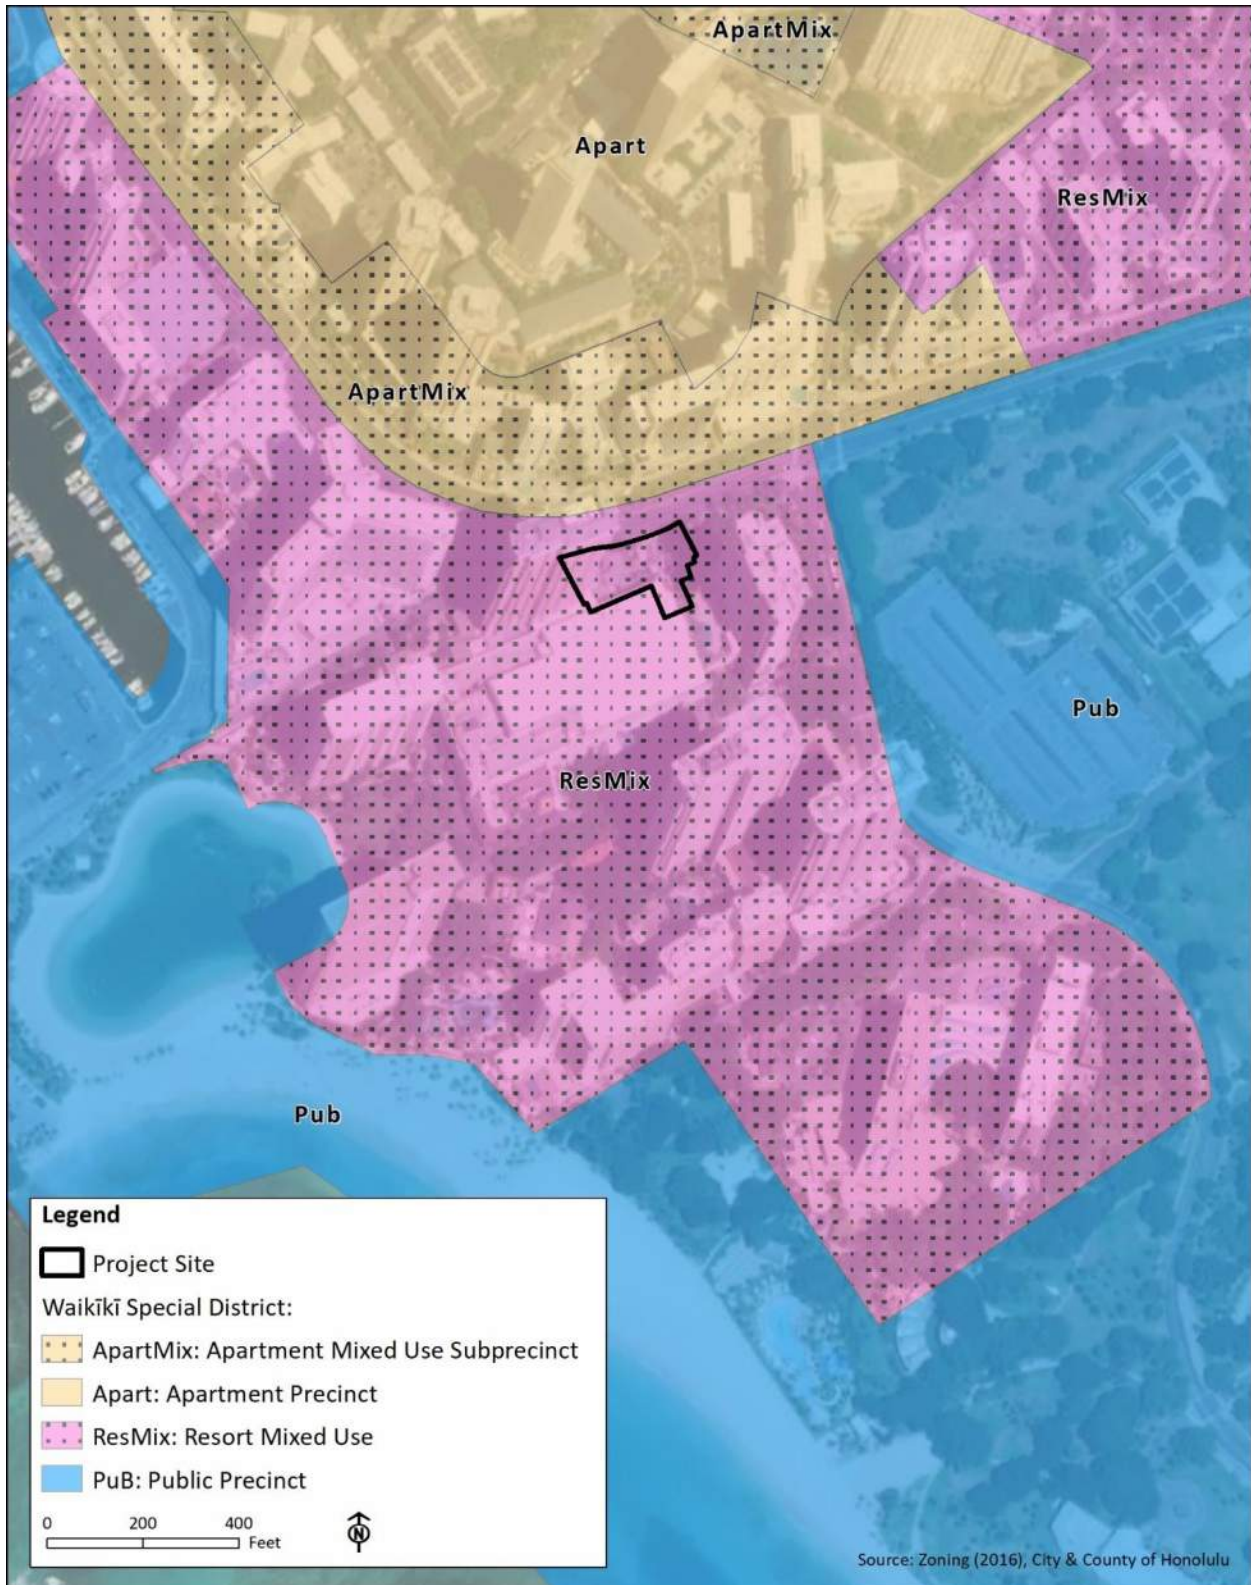 ApartMix
Apart
ResMix
ApartMix
Pub
ResMix
Pub
Legend
Project Site
Waikīkī Special District:
ApartMix: Apartment Mixed Use Subprecinct
Apart: Apartment Precinct
ResMix: Resort Mixed Use
PuB: Public Precinct
0 200 400
Feet
N
Source: Zoning (2016), City & County of Honolulu